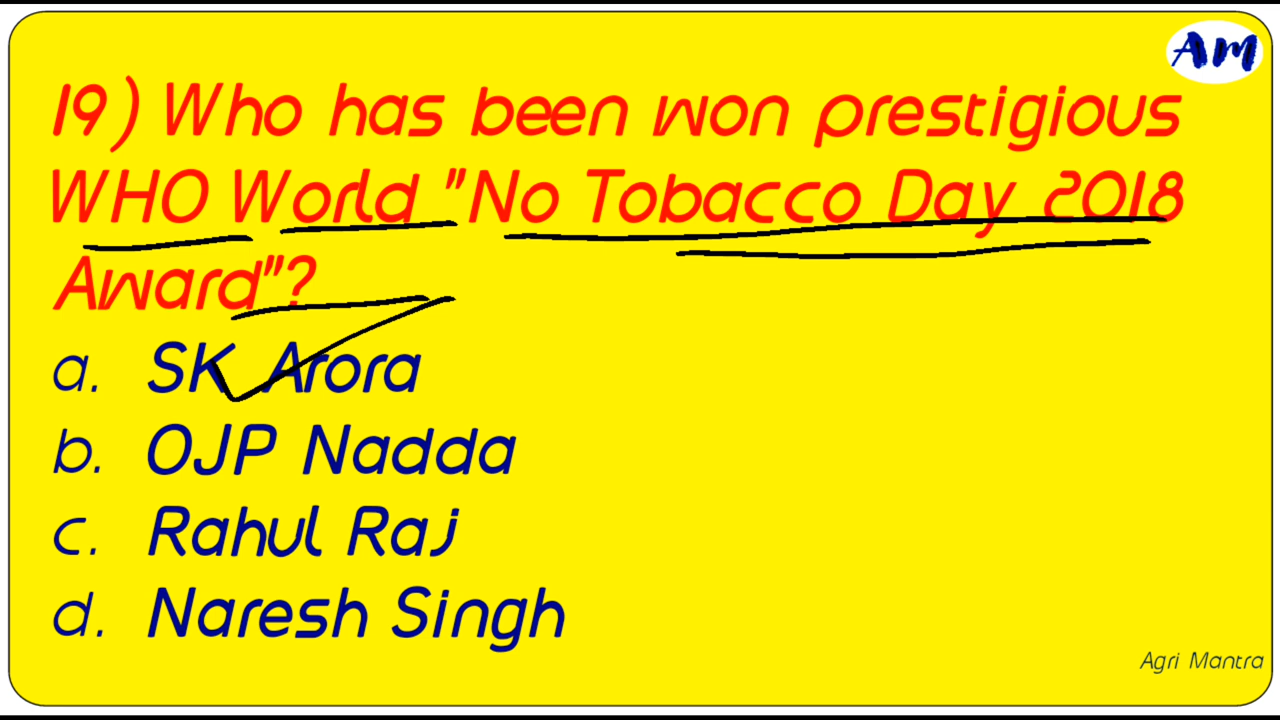 AM
19) Who has been won prestigious
WHO World "No Tobacco Day 2018
Award"?
a. SK Arora
b. OJP Nadda
c. Rahul Raj
d. Naresh Singh
Agri Mantra